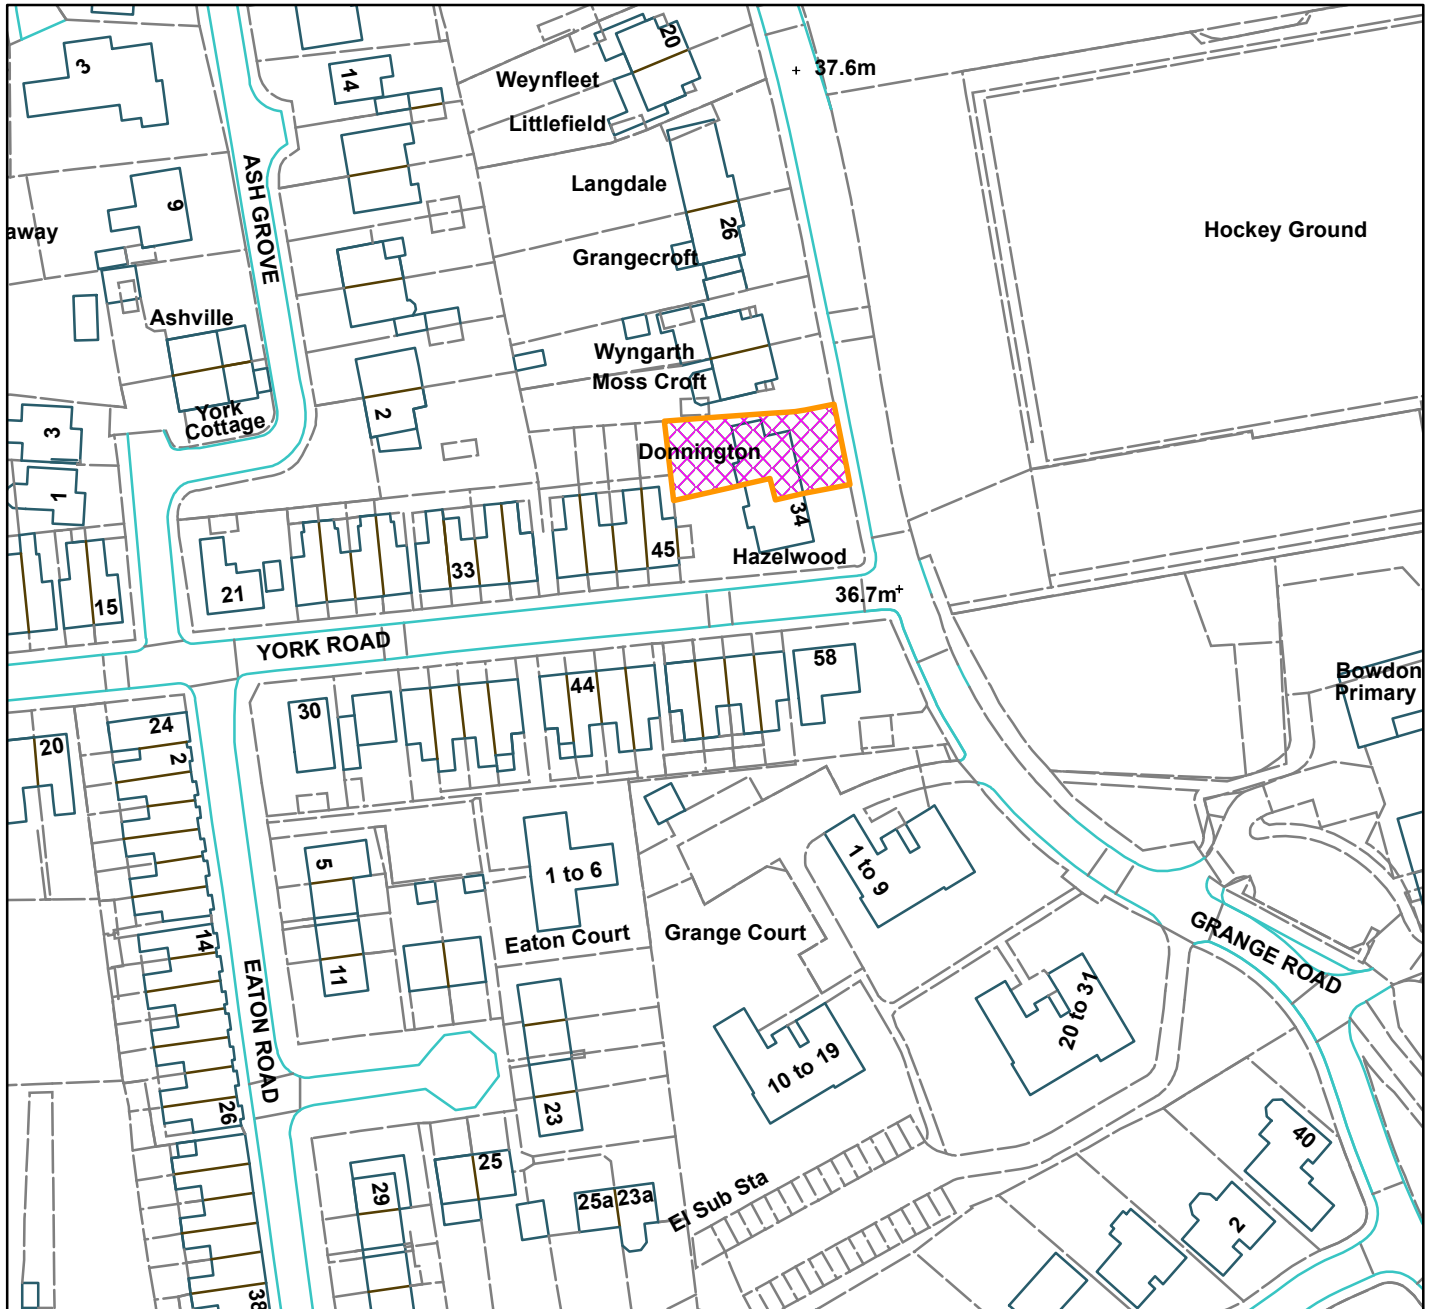 3
14
20
Weynfleet
37.6m
Littlefield
ASH GROVE
Langdale
9
26
away
Hockey Ground
Grangecroft
Ashville
Wyngarth
Moss Croft
York
Cottage
2
3
Donnington
1
34
45
Hazelwood
33
21
15
36.7m
YORK ROAD
58
Bowdon
Primary
44
30
24
20
2
5
1 to 6
1 to 9
14
Eaton Court
Grange Court
GRANGE ROAD
11
EATON ROAD
20 to 31
10 to 19
26
23
40
25
29
25a
23a
El Sub Sta
2
38